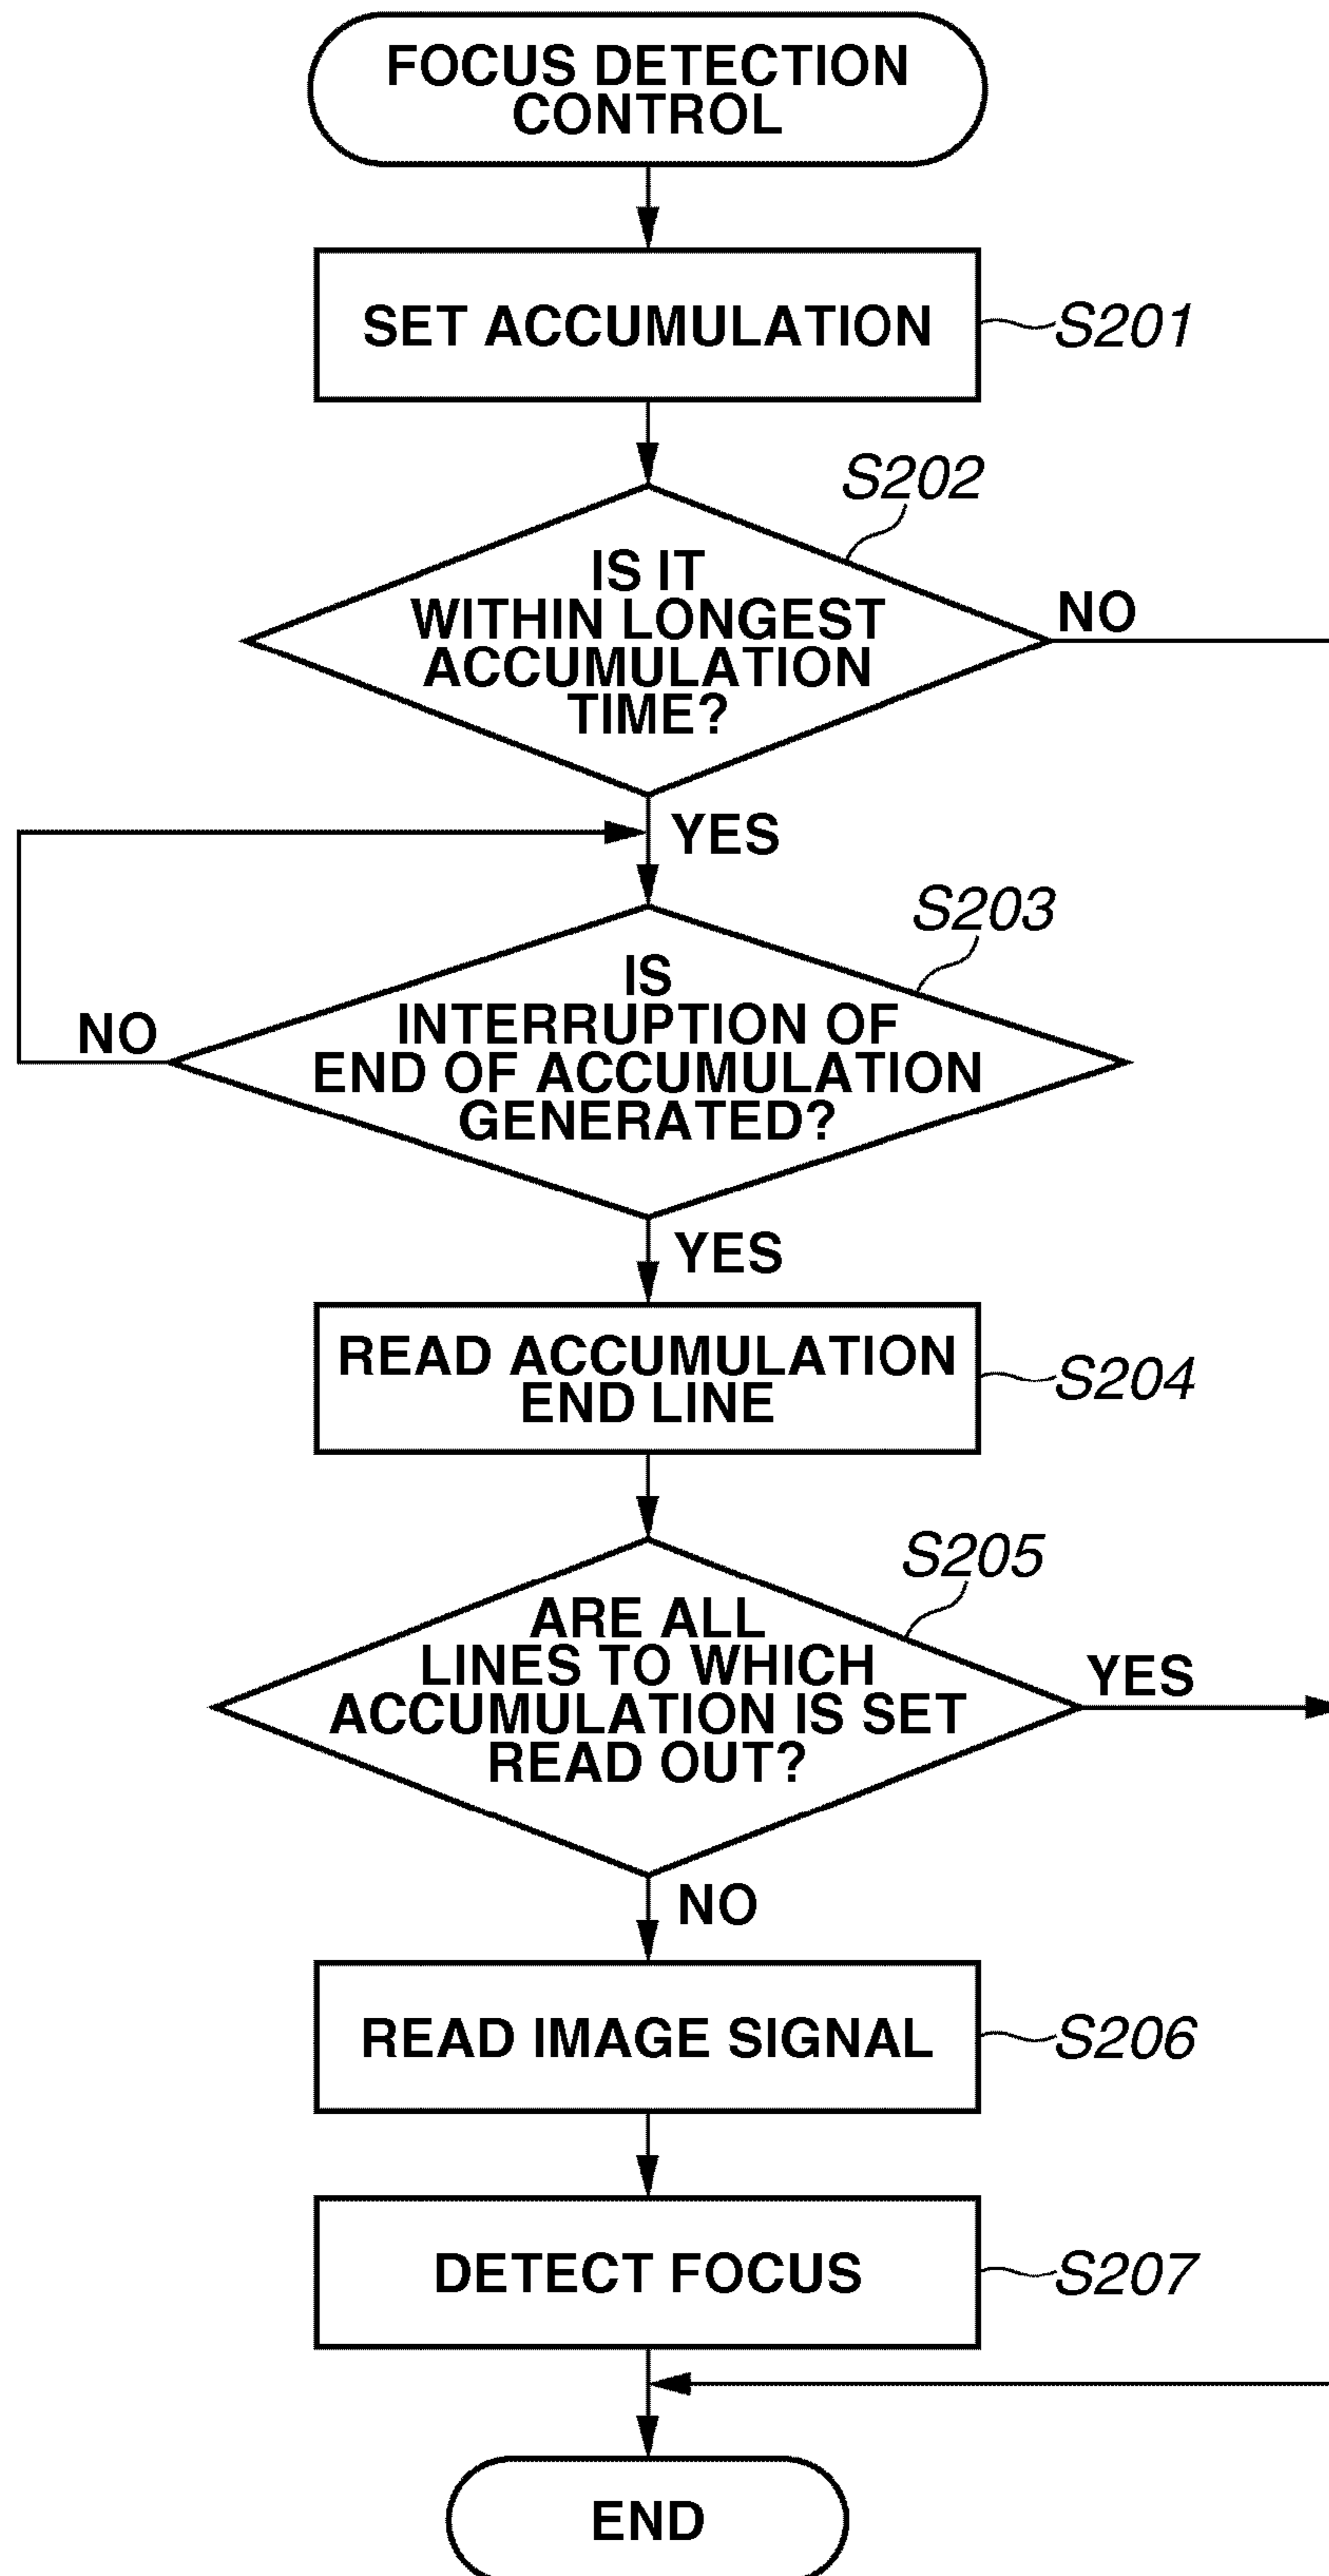 FOCUS DETECTION
CONTROL
SET ACCUMULATION
S201
S202
IS IT
WITHIN LONGEST
ACCUMULATION
TIME?
NO
YES
S203
IS
INTERRUPTION OF
END OF ACCUMULATION
GENERATED?
NO
YES
READ ACCUMULATION
END LINE
S204
S205
ARE ALL
LINES TO WHICH
ACCUMULATION IS SET
READ OUT?
YES
NO
READ IMAGE SIGNAL
S206
DETECT FOCUS
S207
END